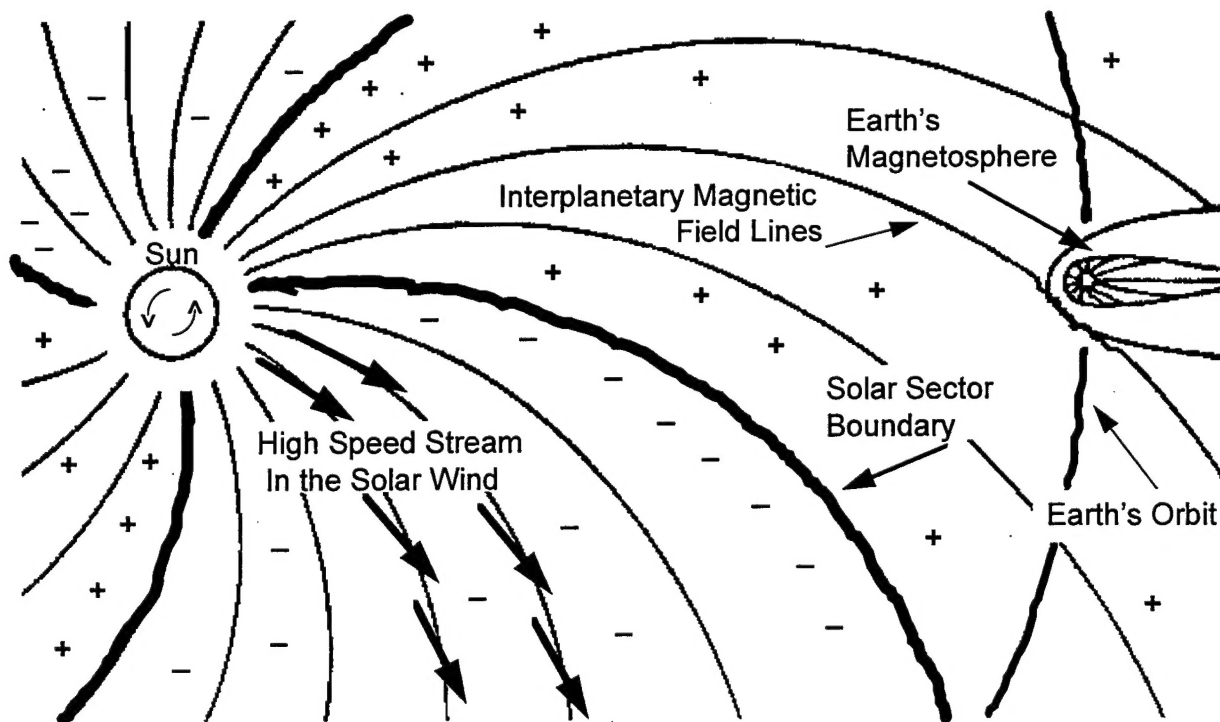 Earth's
Magnetosphere
Interplanetary Magnetic
Field Lines
Sun
Solar Sector
Boundary
High Speed Stream
In the Solar Wind
Earth's Orbit